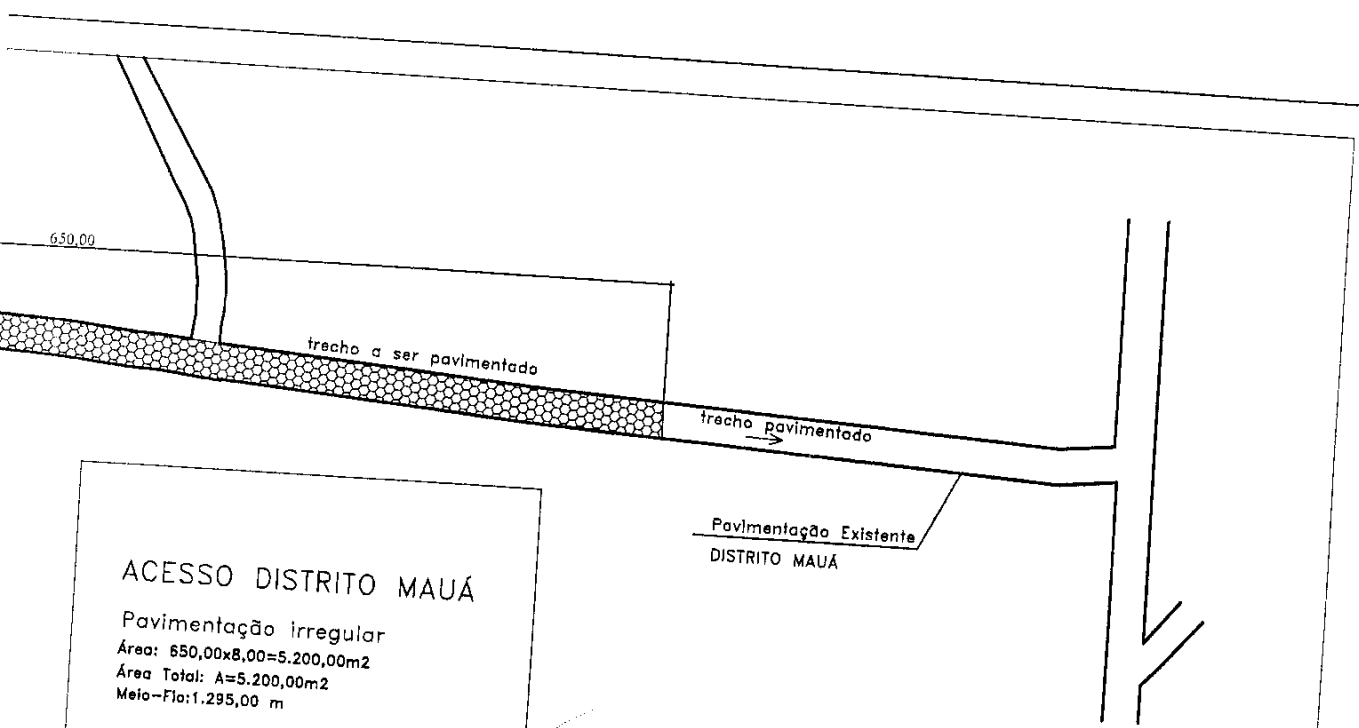 650,00
trecho a ser pavimentado
trecho pavimentado
Pavimentação Existente
DISTRITO MAUÁ
ACESSO DISTRITO MAUÁ
Pavimentação irregular
Área: 650,00x8,00=5.200,00m2
Área Total: A=5.200,00m2
Meio-Fio:1.295,00 m